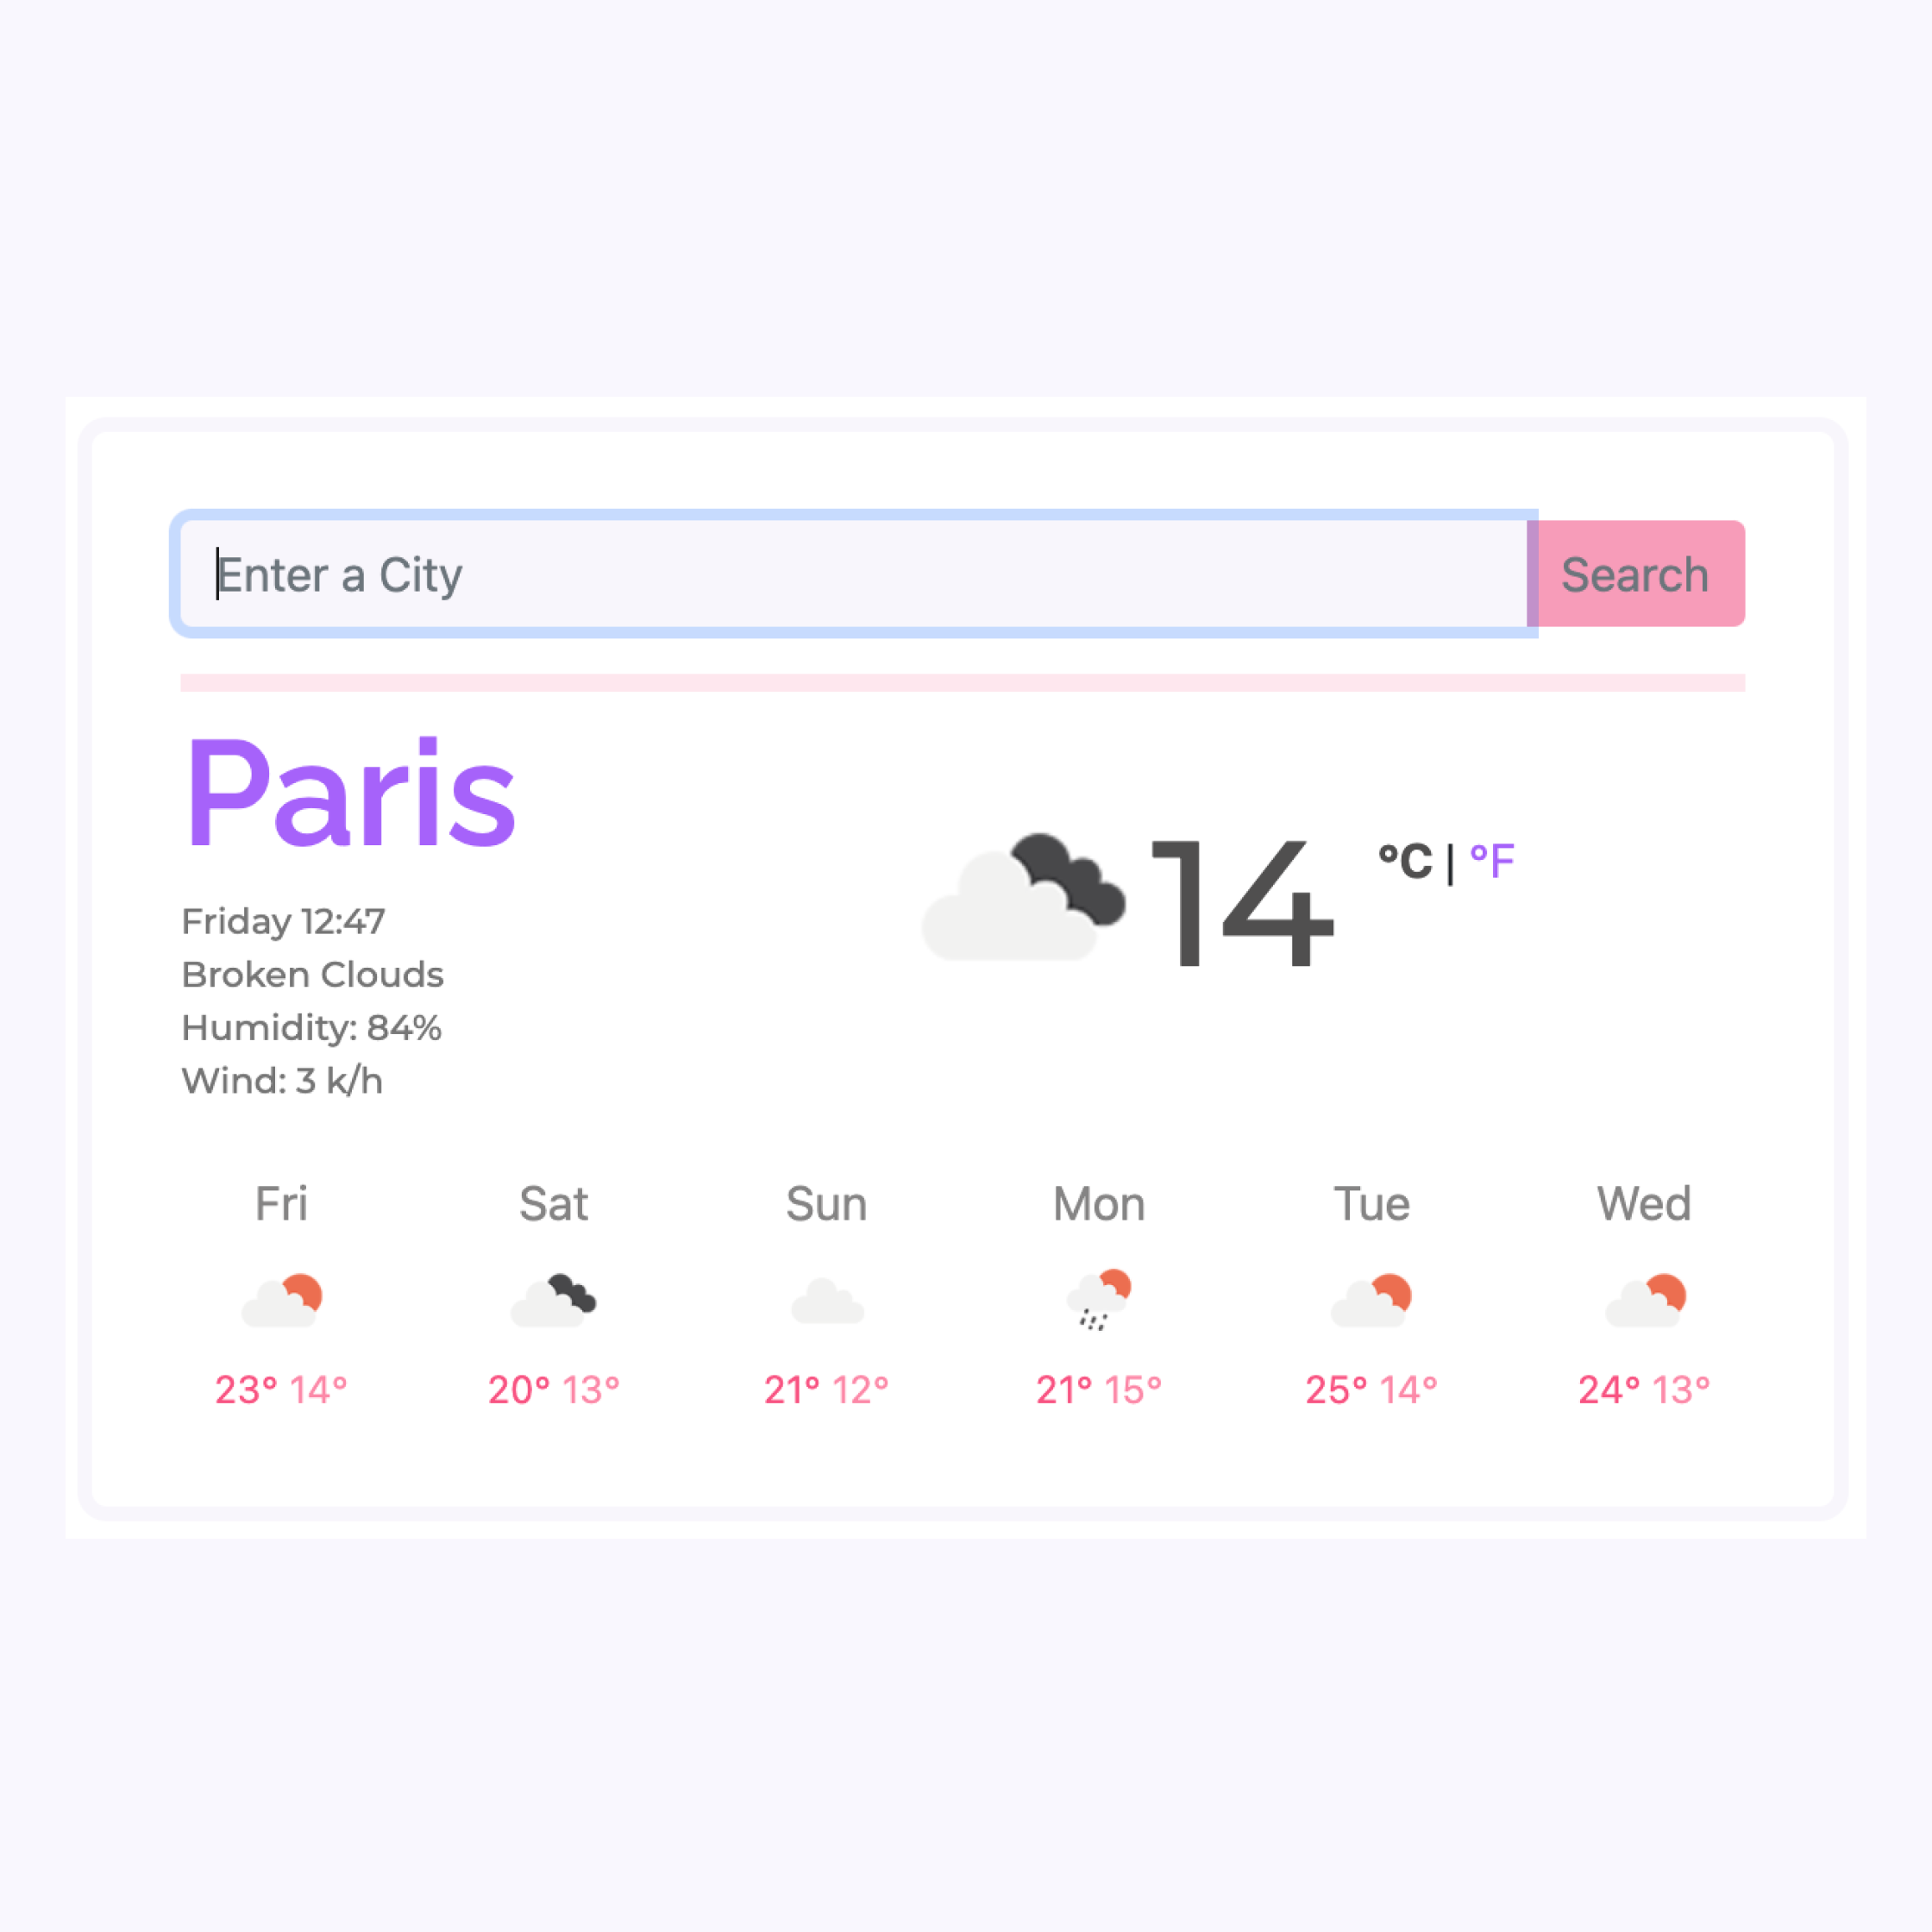 Enter a City Search
Paris
14 °C | °F
Friday 12:47
Broken Clouds
Humidity: 84%
Wind: 3 k/h
Fri Sat Sun Mon Tue Wed
23° 14° 20° 13° 21° 12° 21° 15° 25° 14° 24° 13°